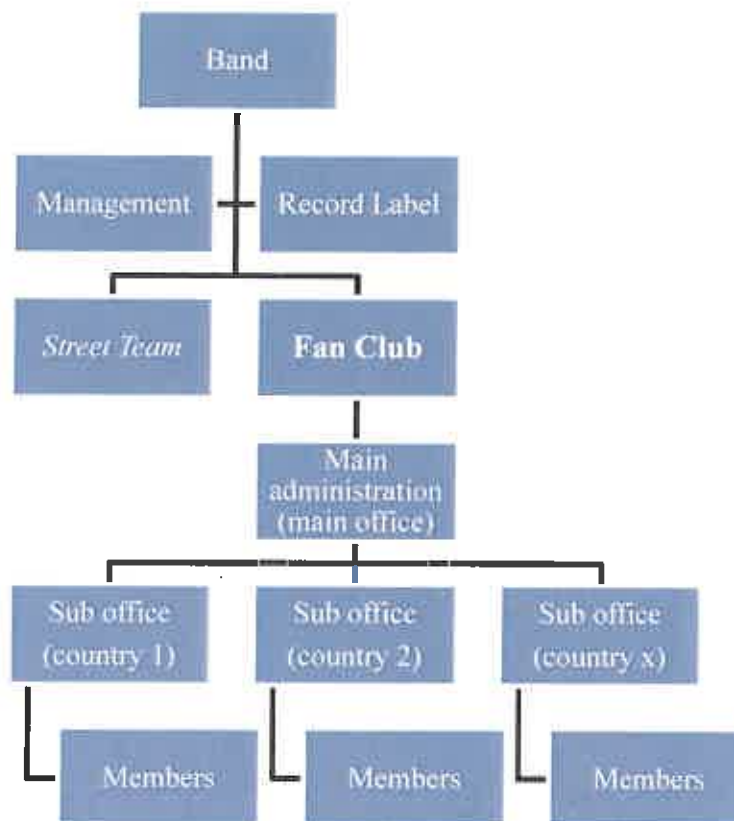 Band
Management
Record Label
Street Team
Fan Club
Main
administration
(main office)
Sub office
(country 1)
Sub office
(country 2)
Sub office
(country x)
Members
Members
Members